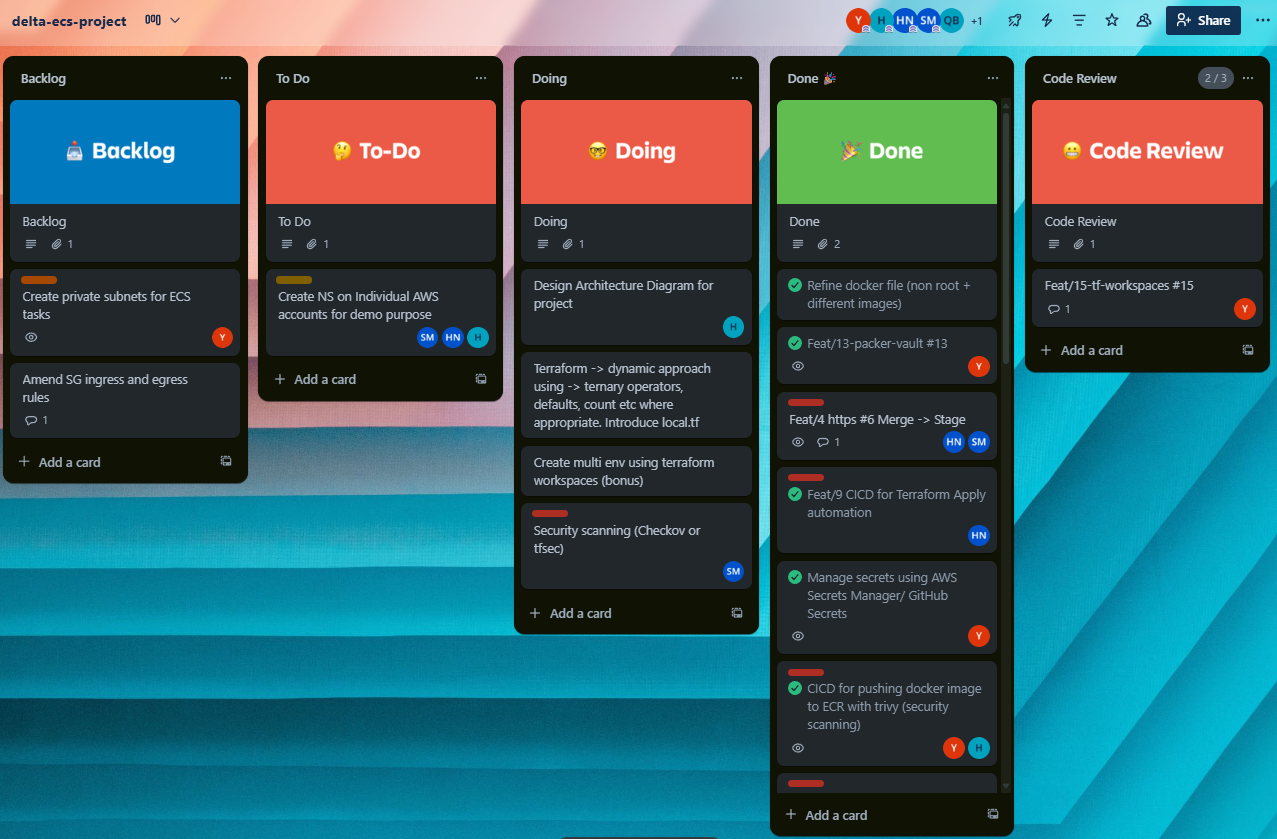 delta-ecs-project
Y H HN SM QB +1
Share
Backlog
Backlog
Backlog
1
Create private subnets for ECS
tasks
Y
Amend SG ingress and egress
rules
1
Add a card
To Do
To-Do
To Do
1
Create NS on Individual AWS
accounts for demo purpose
SM HN H
Add a card
Doing
Doing
Doing
1
Design Architecture Diagram for
project
H
Terraform -> dynamic approach
using -> ternary operators,
defaults, count etc where
appropriate. Introduce local.tf
Create multi env using terraform
workspaces (bonus)
Security scanning (Checkov or
tfsec)
SM
Add a card
Done 🎉
Done
Done
2
Refine docker file (non root +
different images)
Feat/13-packer-vault #13
Y
Feat/4 https #6 Merge -> Stage
1 HN SM
Feat/9 CICD for Terraform Apply
automation
HN
Manage secrets using AWS
Secrets Manager/ GitHub
Secrets
Y
CICD for pushing docker image
to ECR with trivy (security
scanning)
Y H
Add a card
Code Review 2 / 3
Code Review
Code Review
1
Feat/15-tf-workspaces #15
1 Y
Add a card